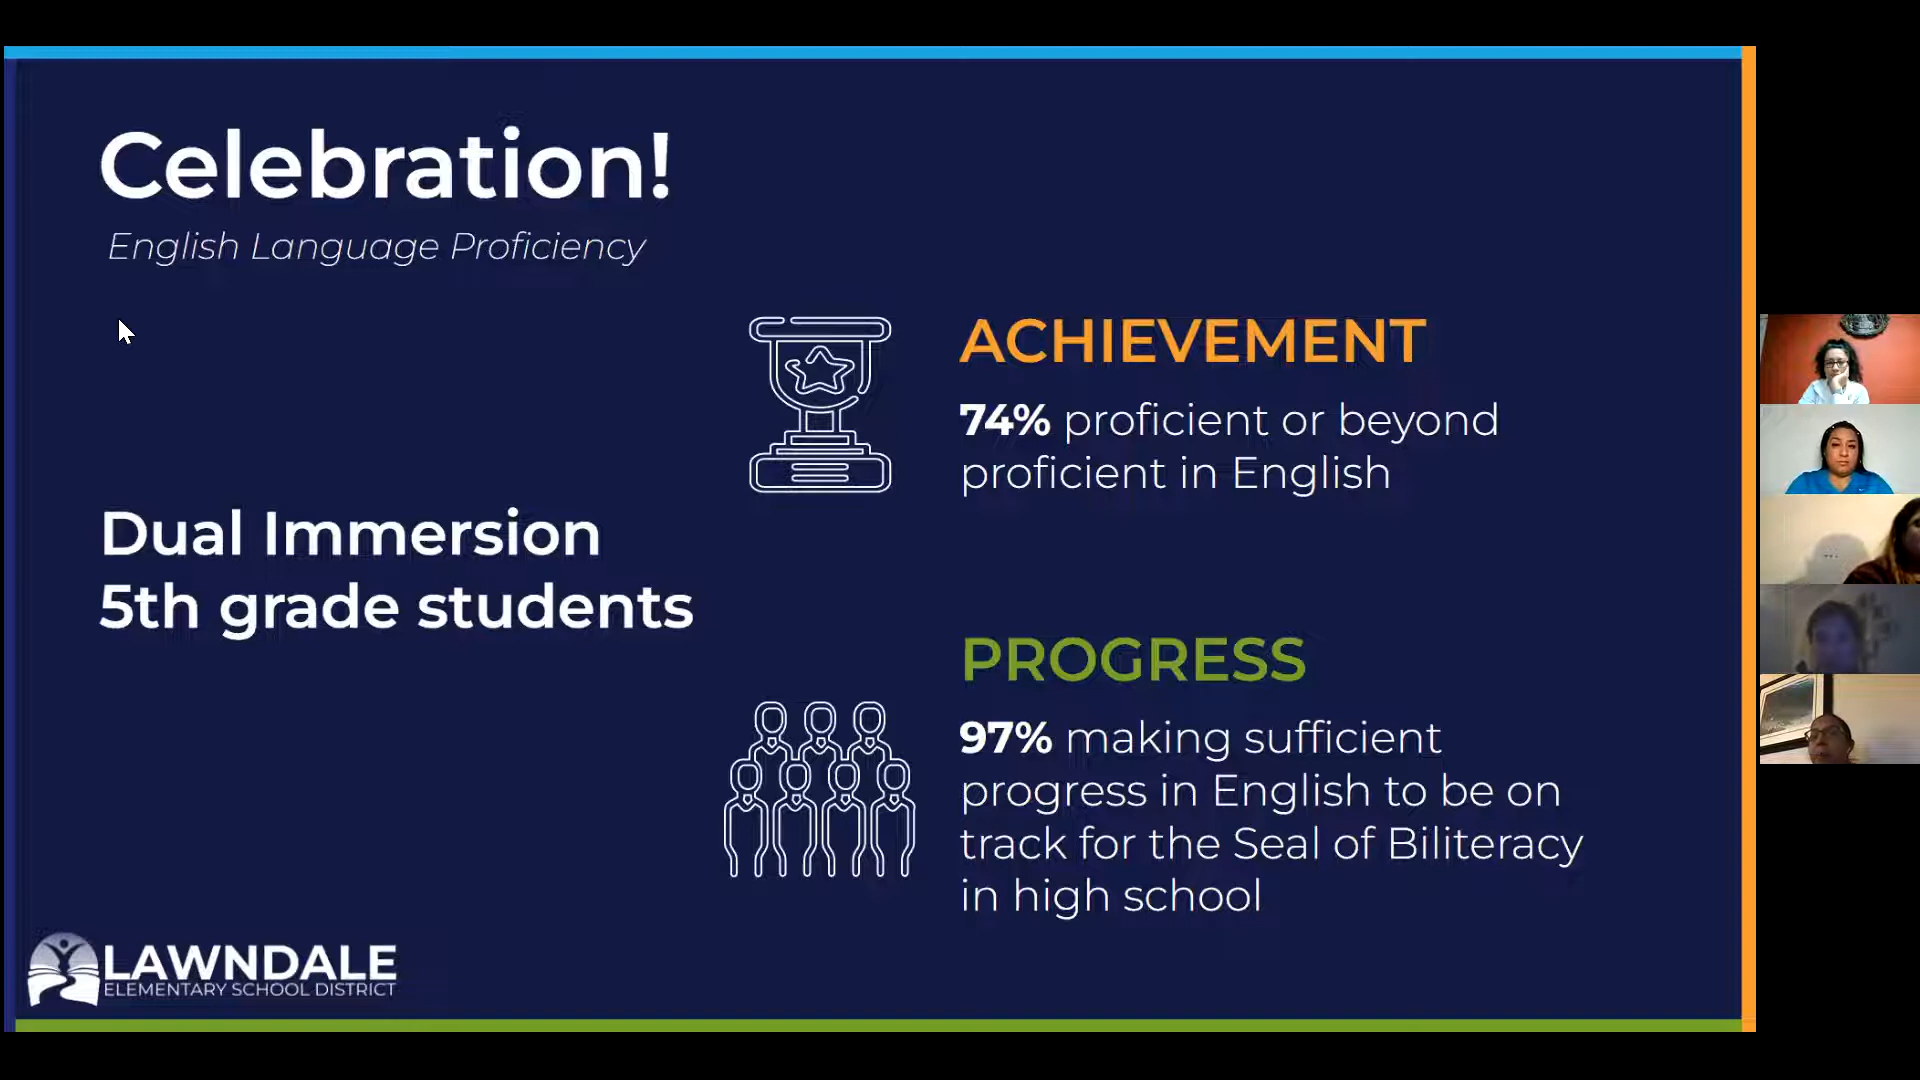 Celebration!
English Language Proficiency
Dual Immersion
5th grade students
ACHIEVEMENT
74% proficient or beyond
proficient in English
PROGRESS
97% making sufficient
progress in English to be on
track for the Seal of Biliteracy
in high school
LAWNDALE
ELEMENTARY SCHOOL DISTRICT